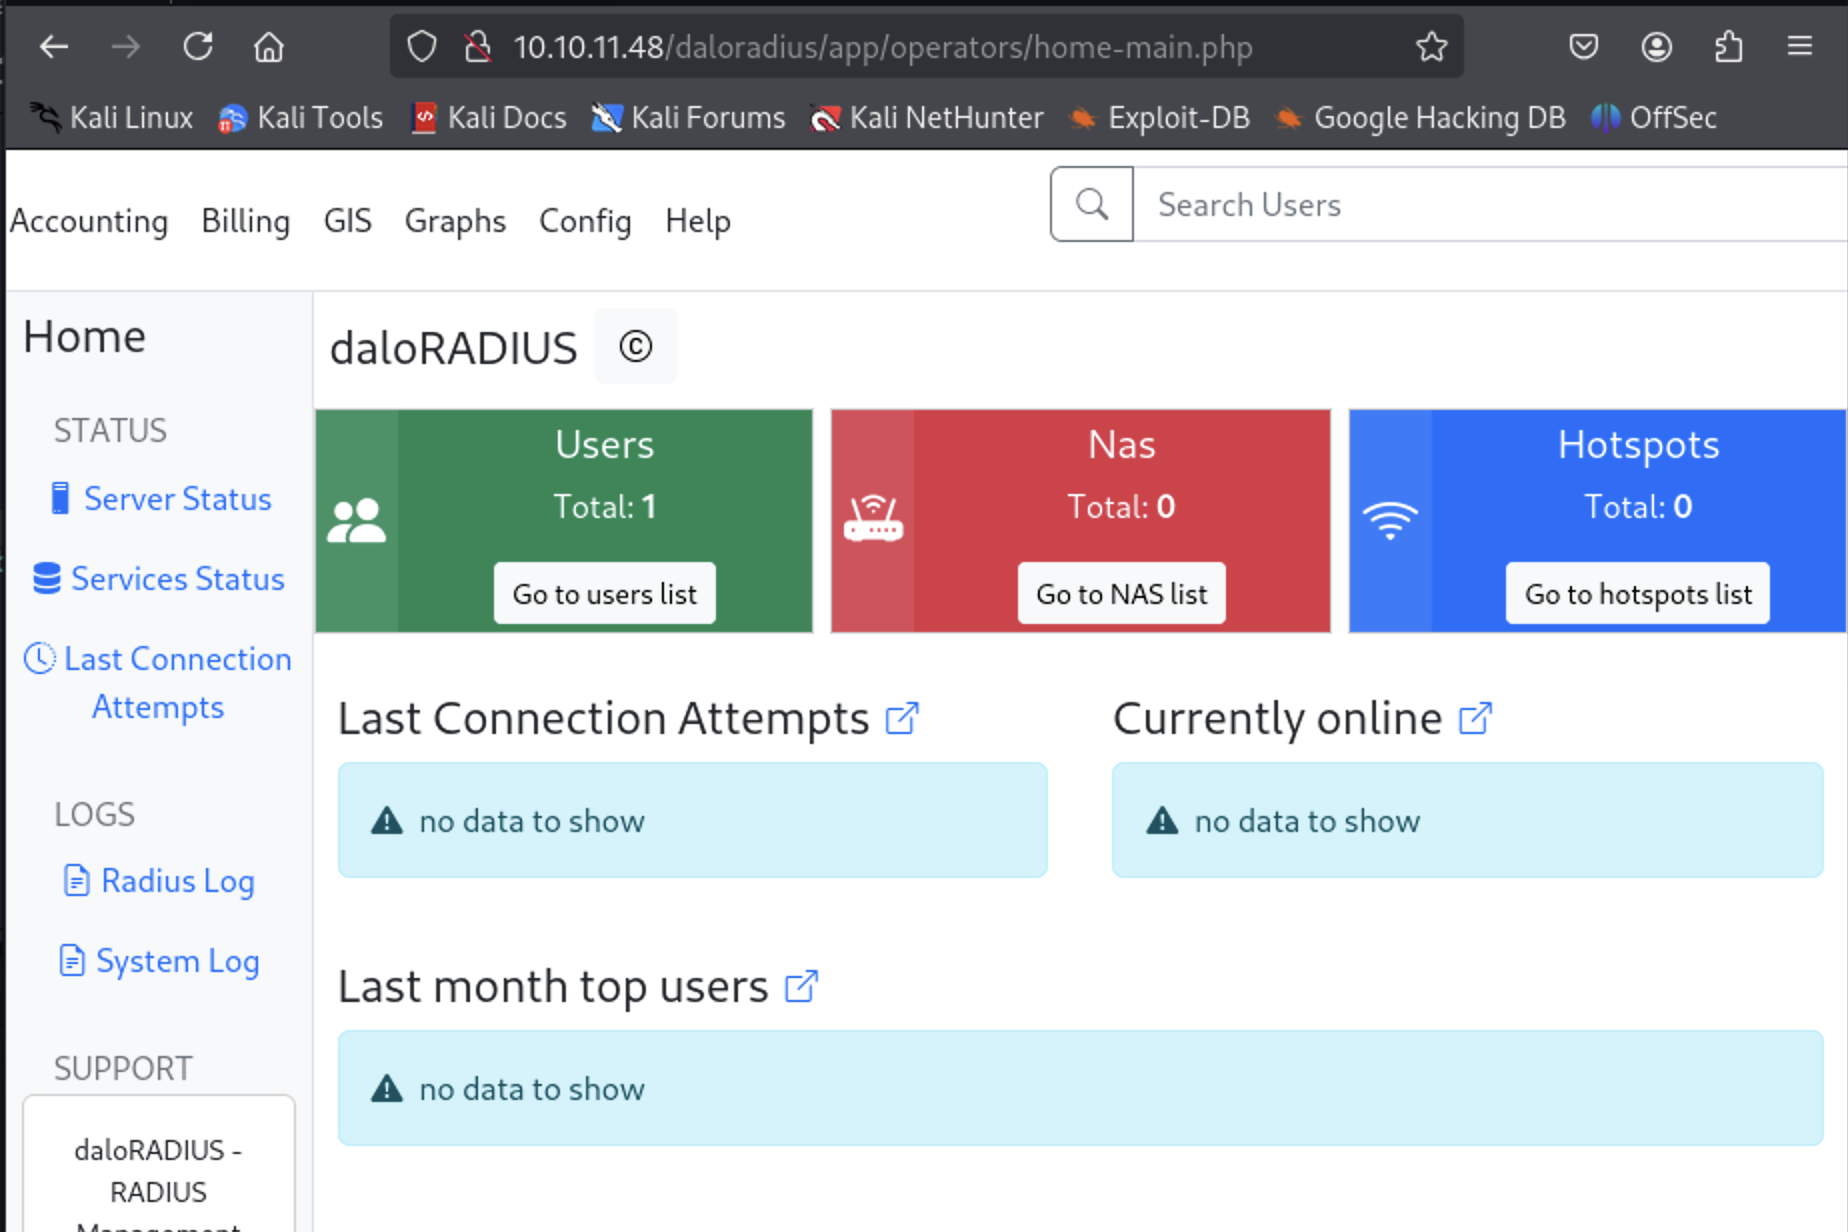 10.10.11.48/daloradius/app/operators/home-main.php
Kali Linux Kali Tools Kali Docs Kali Forums Kali NetHunter Exploit-DB Google Hacking DB OffSec
Accounting Billing GIS Graphs Config Help
Search Users
Home
STATUS
Server Status
Services Status
Last Connection
Attempts
LOGS
Radius Log
System Log
SUPPORT
daloRADIUS -
RADIUS
Management
daloRADIUS ©
Users
Total: 1
Go to users list
Nas
Total: 0
Go to NAS list
Hotspots
Total: 0
Go to hotspots list
Last Connection Attempts
no data to show
Currently online
no data to show
Last month top users
no data to show